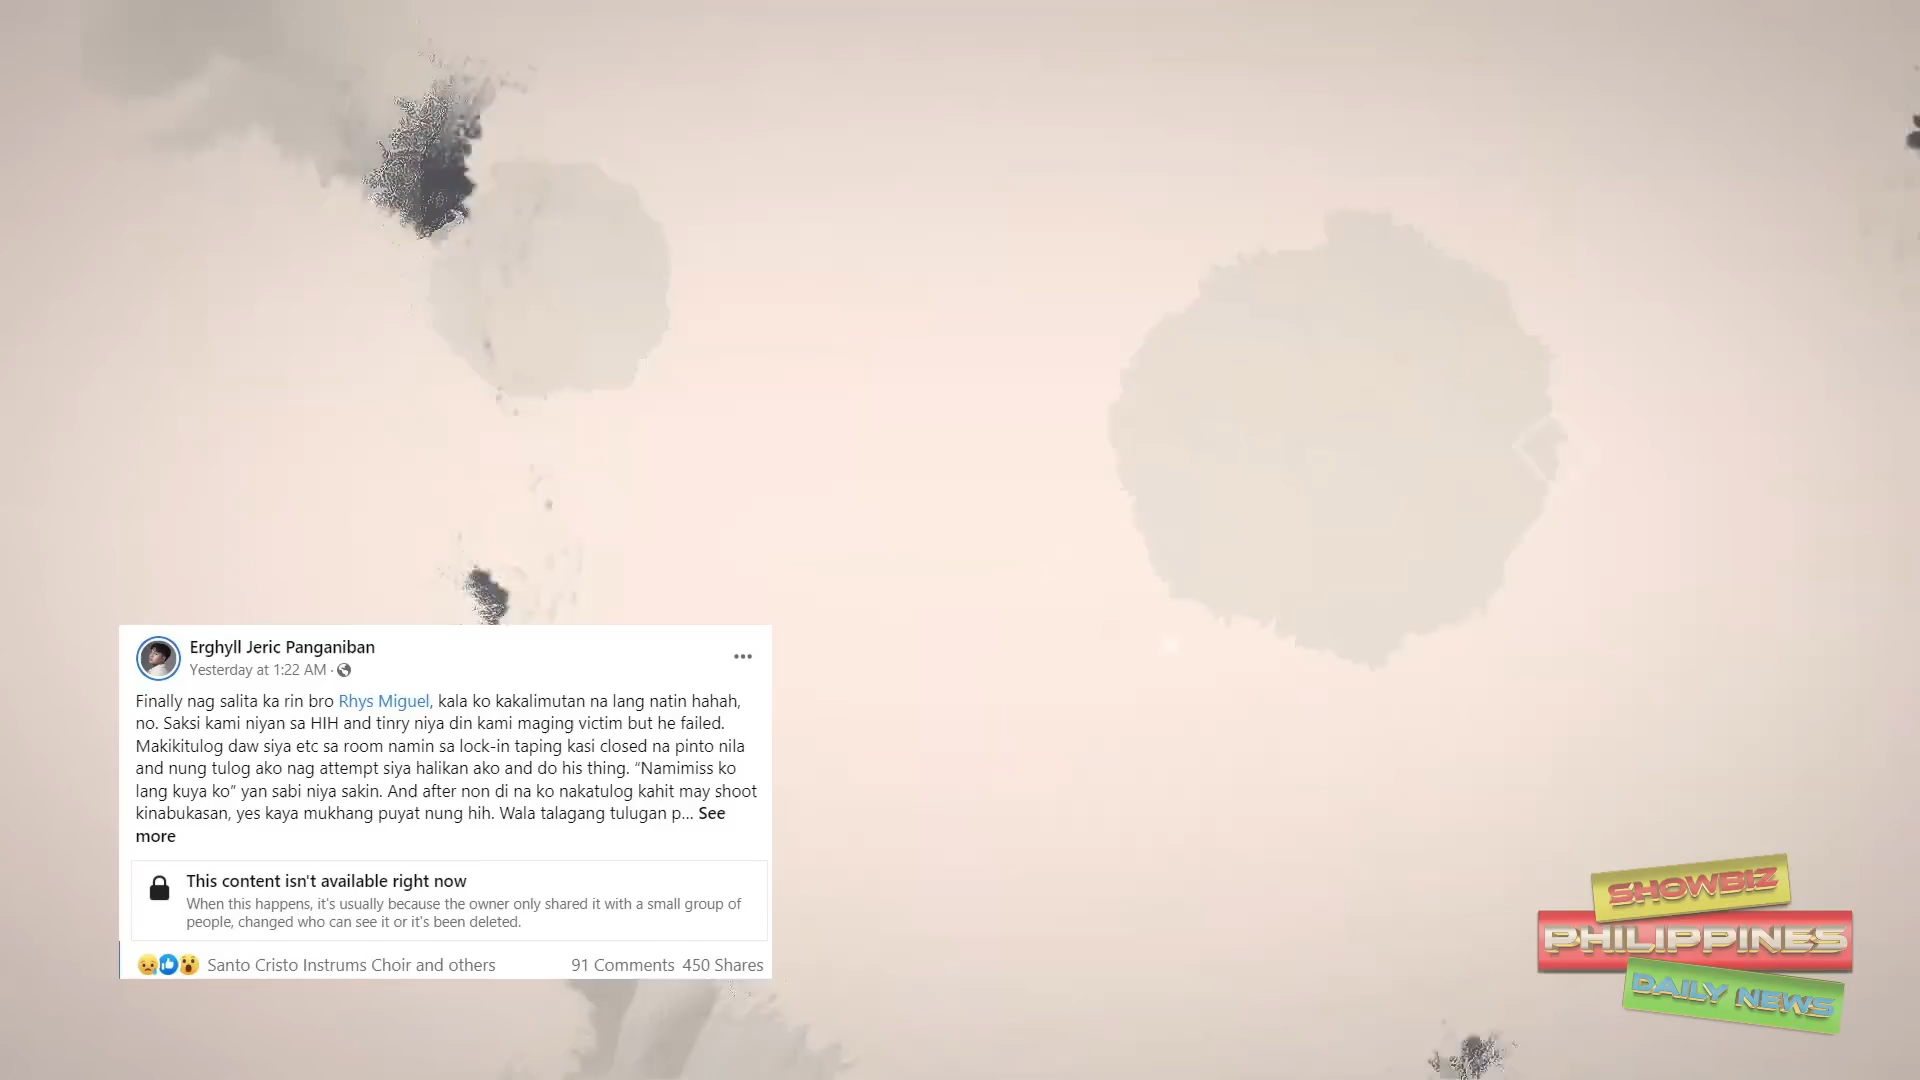 Erghyll Jeric Panganiban
Yesterday at 1:22 AM ·
Finally nag salita ka rin bro Rhys Miguel, kala ko kakalimutan na lang natin hahah,
no. Saksi kami niyan sa HIH and tinry niya din kami maging victim but he failed.
Makikitulog daw siya etc sa room namin sa lock-in taping kasi closed na pinto nila
and nung tulog ako nag attempt siya halikan ako and do his thing. “Namimiss ko
lang kuya ko” yan sabi niya sakin. And after non di na ko nakatulog kahit may shoot
kinabukasan, yes kaya mukhang puyat nung hih. Wala talagang tulugan p... See
more
This content isn't available right now
When this happens, it's usually because the owner only shared it with a small group of
people, changed who can see it or it's been deleted.
Santo Cristo Instrums Choir and others 91 Comments 450 Shares
SHOWBIZ
PHILIPPINES
DAILY NEWS